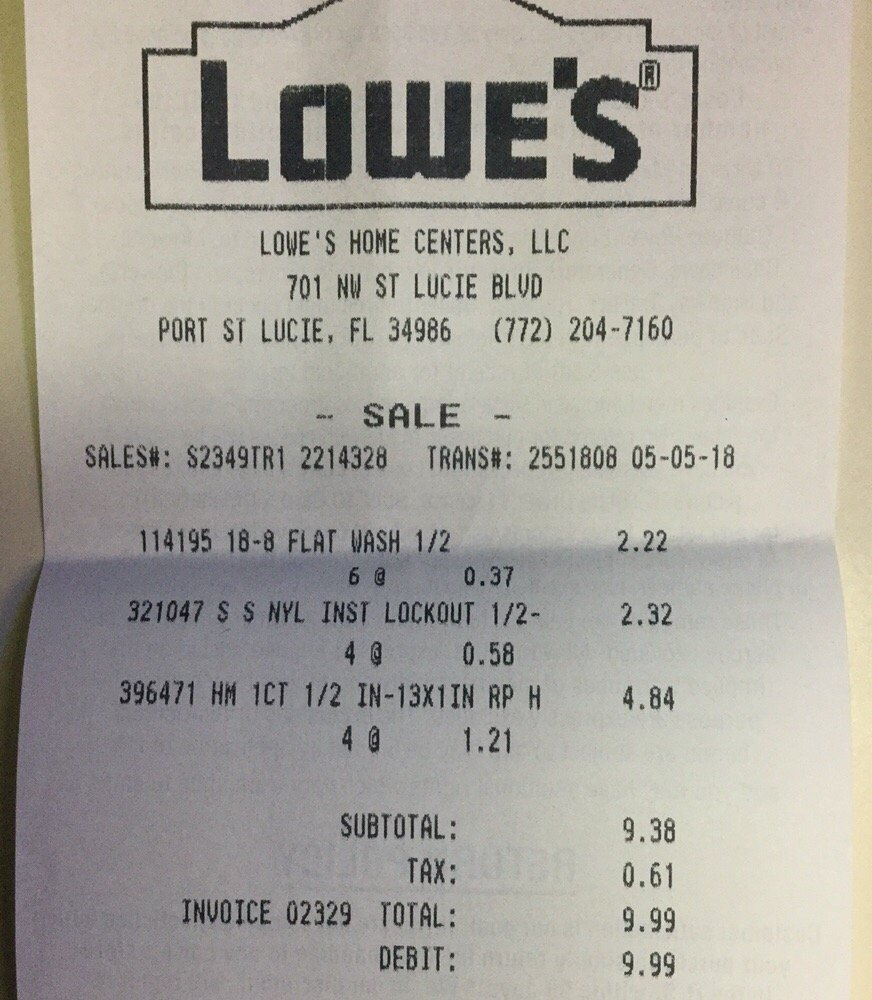 LOWE'S®
LOWE'S HOME CENTERS, LLC
701 NW ST LUCIE BLVD
PORT ST LUCIE, FL 34986 (772) 204-7160
- SALE -
SALES#: S2349TR1 2214328 TRANS#: 2551808 05-05-18
114195 18-8 FLAT WASH 1/2 2.22
6 @ 0.37
321047 S S NYL INST LOCKOUT 1/2- 2.32
4 @ 0.58
396471 HM 1CT 1/2 IN-13X1IN RP H 4.84
4 @ 1.21
SUBTOTAL: 9.38
TAX: 0.61
INVOICE 02329 TOTAL: 9.99
DEBIT: 9.99